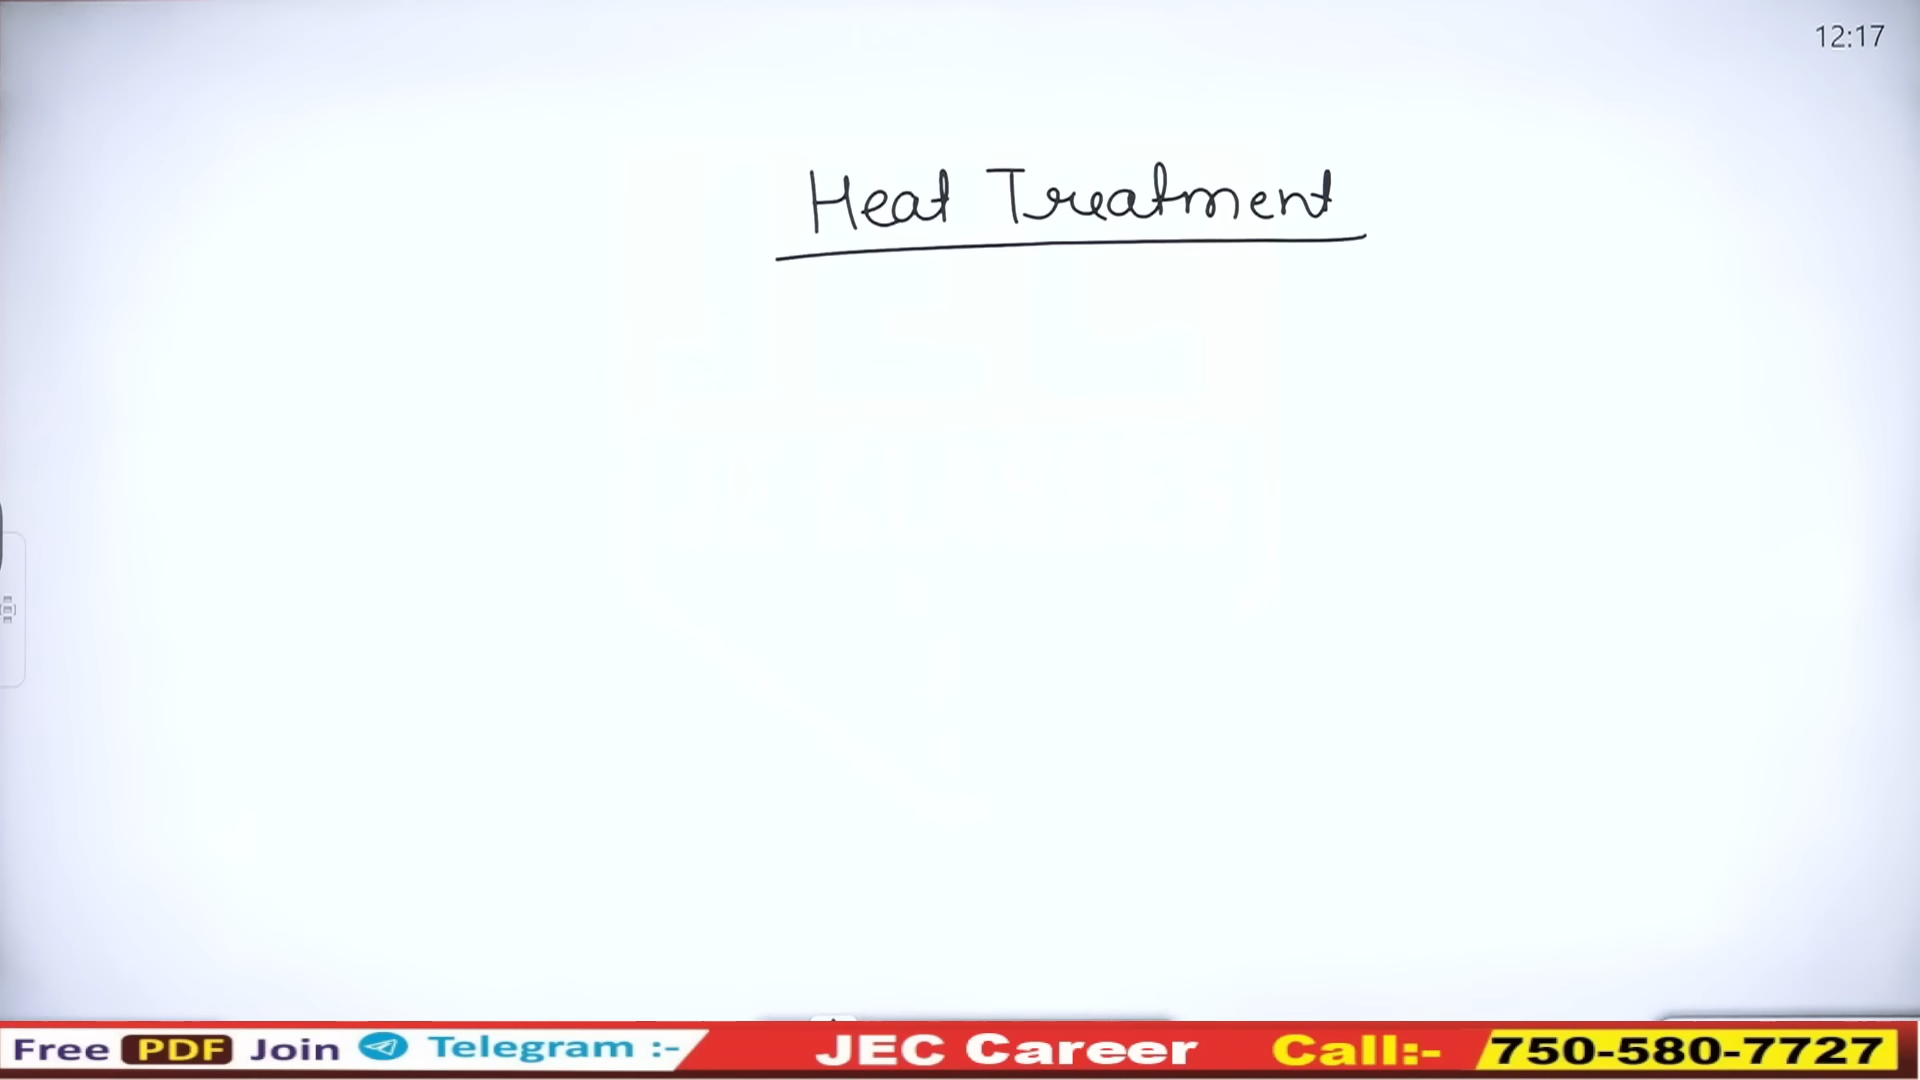 12:17
Heat Treatment
Free PDF Join Telegram :- JEC Career Call:- 750-580-7727